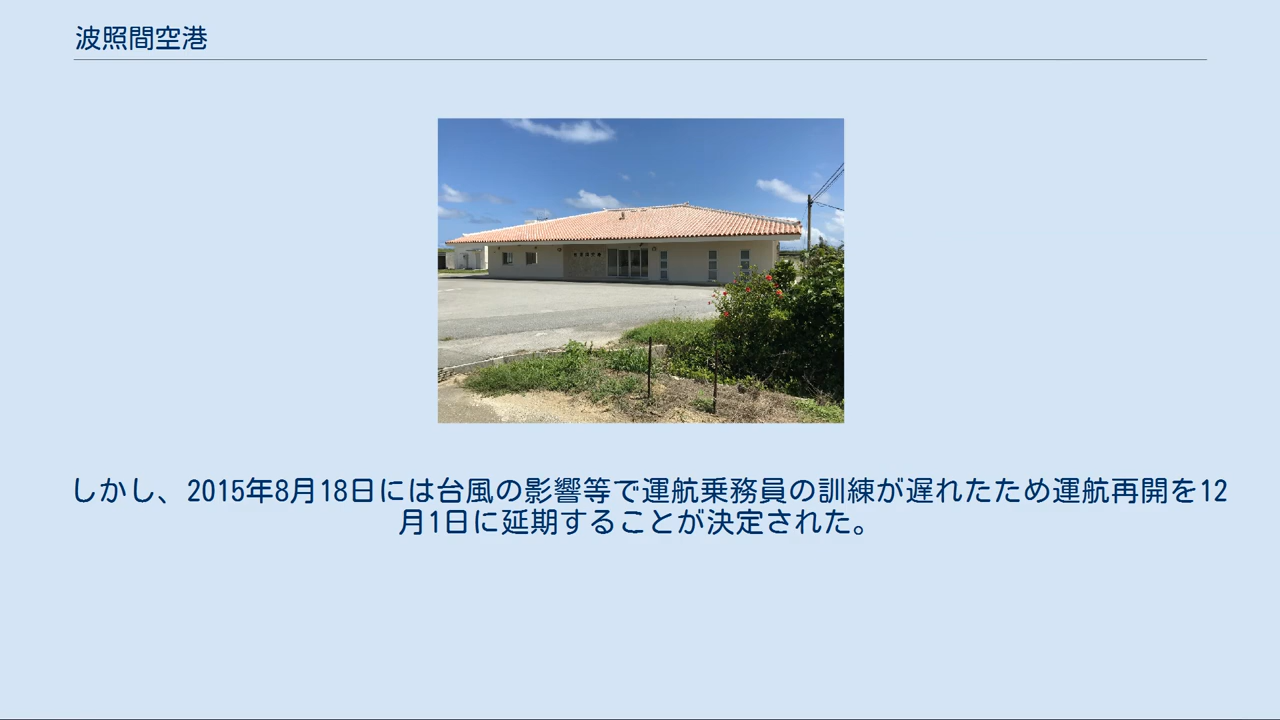 波照間空港
しかし、2015年8月18日には台風の影響等で運航乗務員の訓練が遅れたため運航再開を12
月1日に延期することが決定された。